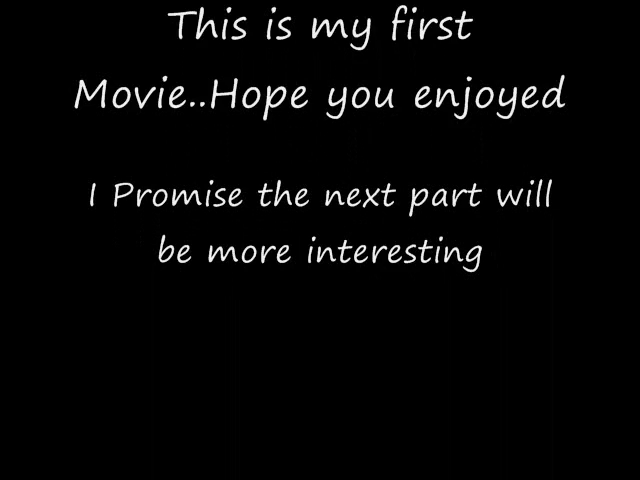 This is my first
Movie..Hope you enjoyed
I Promise the next part will
be more interesting